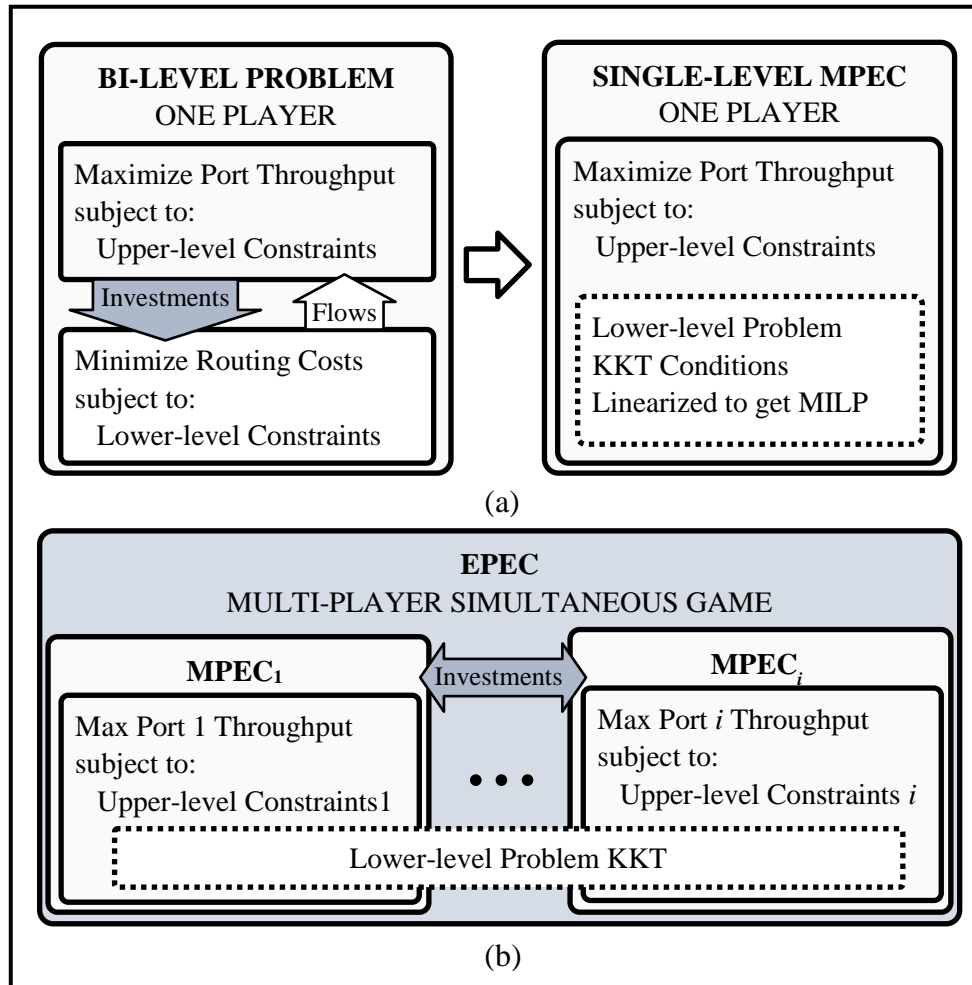 BI-LEVEL PROBLEM
ONE PLAYER
Maximize Port Throughput
subject to:
Upper-level Constraints
Investments
Flows
Minimize Routing Costs
subject to:
Lower-level Constraints
SINGLE-LEVEL MPEC
ONE PLAYER
Maximize Port Throughput
subject to:
Upper-level Constraints
Lower-level Problem
KKT Conditions
Linearized to get MILP
(a)
EPEC
MULTI-PLAYER SIMULTANEOUS GAME
MPEC₁
Max Port 1 Throughput
subject to:
Upper-level Constraints1
Investments
• • •
MPECᵢ
Max Port i Throughput
subject to:
Upper-level Constraints i
Lower-level Problem KKT
(b)